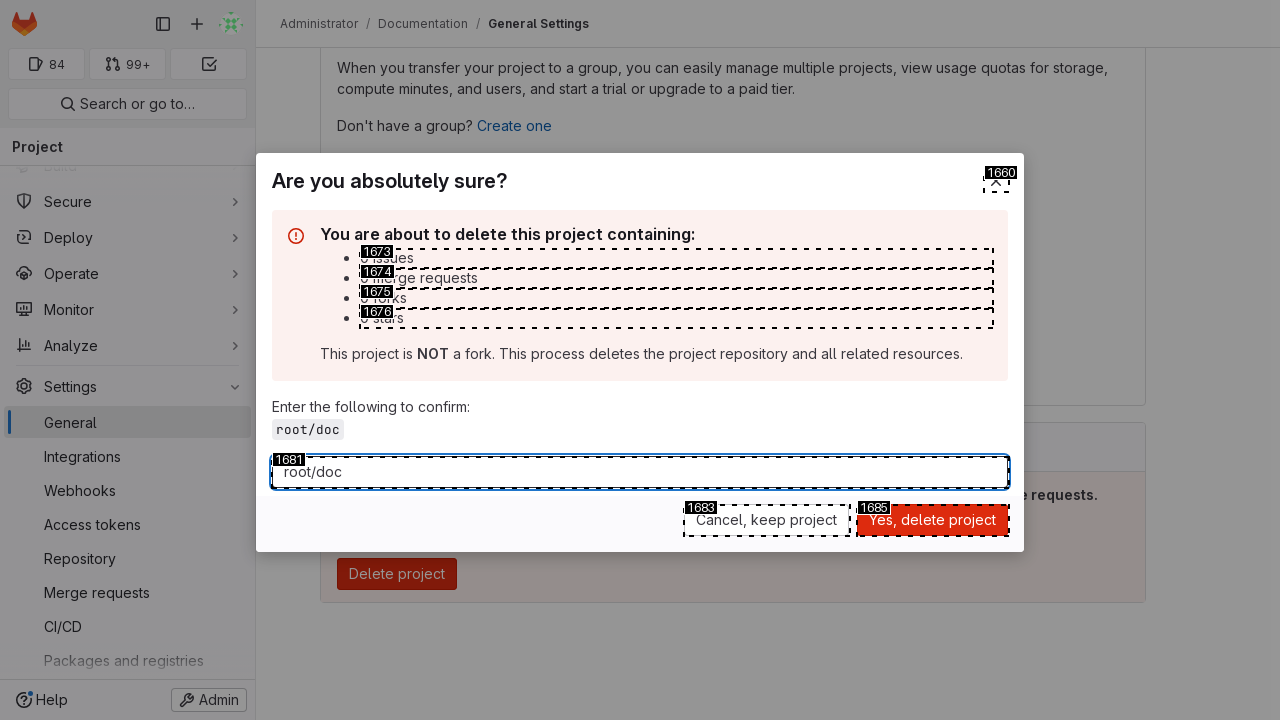 Administrator / Documentation / General Settings
84
99+
Search or go to…
Project
Build
Secure
Deploy
Operate
Monitor
Analyze
Settings
General
Integrations
Webhooks
Access tokens
Repository
Merge requests
CI/CD
Packages and registries
Help
Admin
When you transfer your project to a group, you can easily manage multiple projects, view usage quotas for storage,
compute minutes, and users, and start a trial or upgrade to a paid tier.
Don't have a group? Create one
Are you absolutely sure?
1660
You are about to delete this project containing:
1673
0 issues
1674
0 merge requests
1675
0 forks
1676
0 stars
This project is NOT a fork. This process deletes the project repository and all related resources.
Enter the following to confirm:
root/doc
1681
root/doc
1683
Cancel, keep project
1685
Yes, delete project
e requests.
Delete project